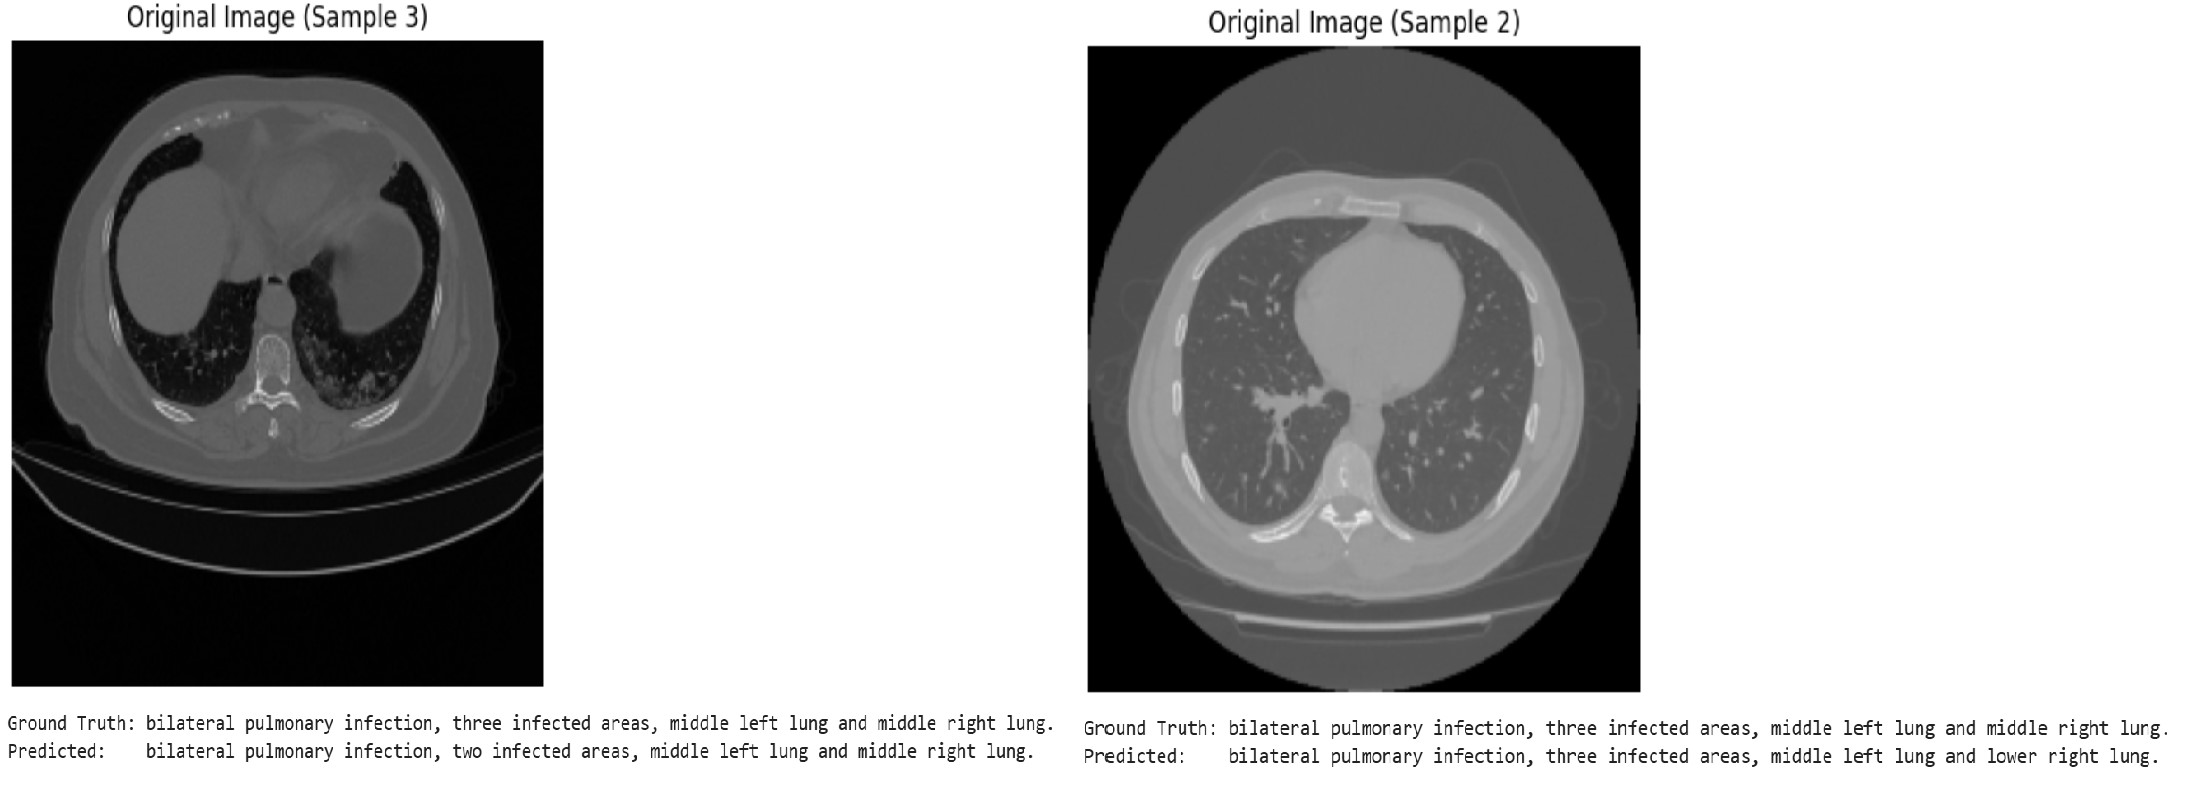 Original Image (Sample 3)
Ground Truth: bilateral pulmonary infection, three infected areas, middle left lung and middle right lung.
Predicted: bilateral pulmonary infection, two infected areas, middle left lung and middle right lung.
Original Image (Sample 2)
Ground Truth: bilateral pulmonary infection, three infected areas, middle left lung and middle right lurg.
Predicted: bilateral pulmonary infection, three infected areas, middle left lung and lower right lung.